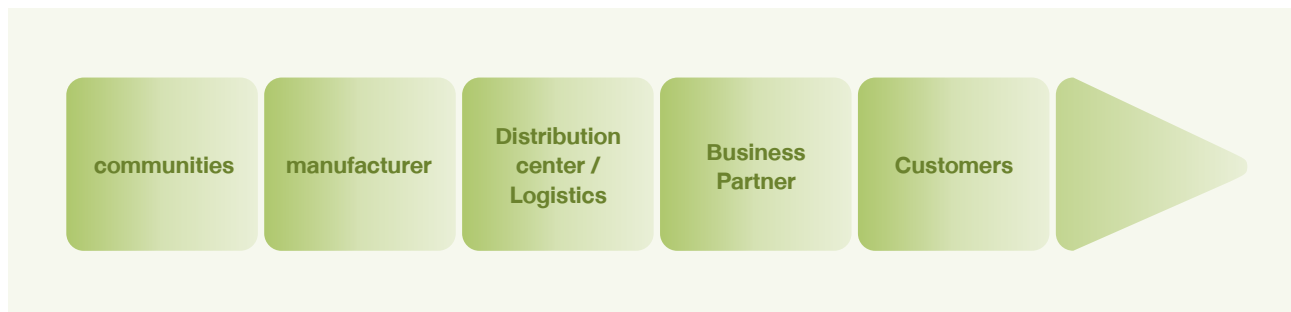 communities
manufacturer
Distribution
center /
Logistics
Business
Partner
Customers